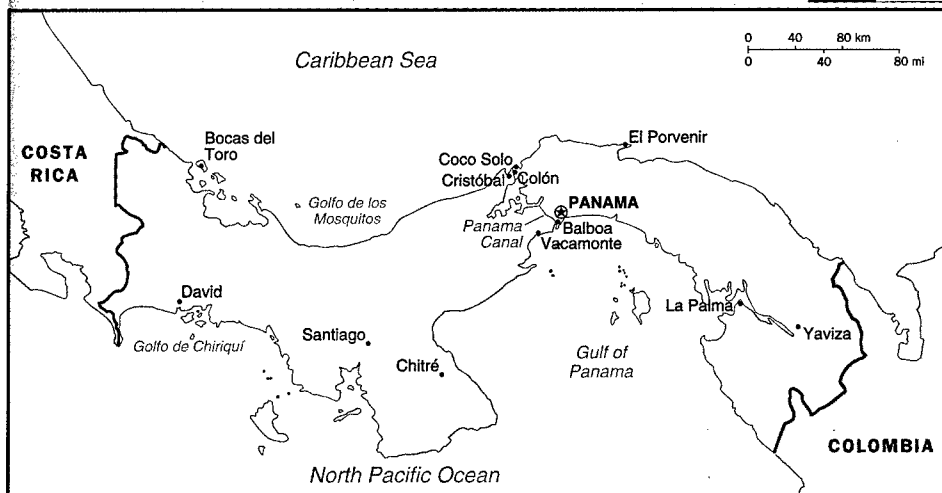 0 40 80 km
0 40 80 mi
Caribbean Sea
COSTA
RICA
Bocas del
Toro
El Porvenir
Coco Solo
Cristóbal
Colón
Golfo de los
Mosquitos
PANAMA
Panama
Canal
Balboa
Vacamonte
David
La Palma
Yaviza
Santiago
Golfo de Chiriquí
Chitré
Gulf of
Panama
COLOMBIA
North Pacific Ocean